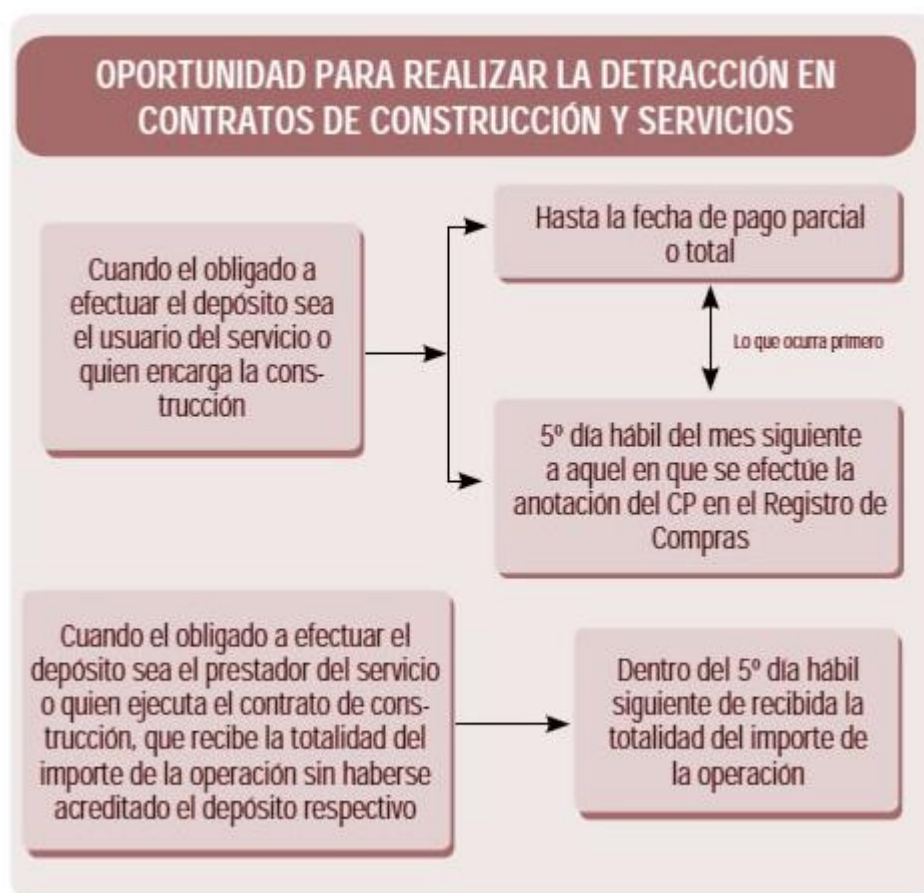 OPORTUNIDAD PARA REALIZAR LA DETRACCIÓN EN
CONTRATOS DE CONSTRUCCIÓN Y SERVICIOS
Cuando el obligado a
efectuar el depósito sea
el usuario del servicio o
quien encarga la cons-
trucción
Hasta la fecha de pago parcial
o total
Lo que ocurra primero
5º día hábil del mes siguiente
a aquel en que se efectúe la
anotación del CP en el Registro de
Compras
Cuando el obligado a efectuar el
depósito sea el prestador del servicio
o quien ejecuta el contrato de cons-
trucción, que recibe la totalidad del
importe de la operación sin haberse
acreditado el depósito respectivo
Dentro del 5º día hábil
siguiente de recibida la
totalidad del importe de
la operación